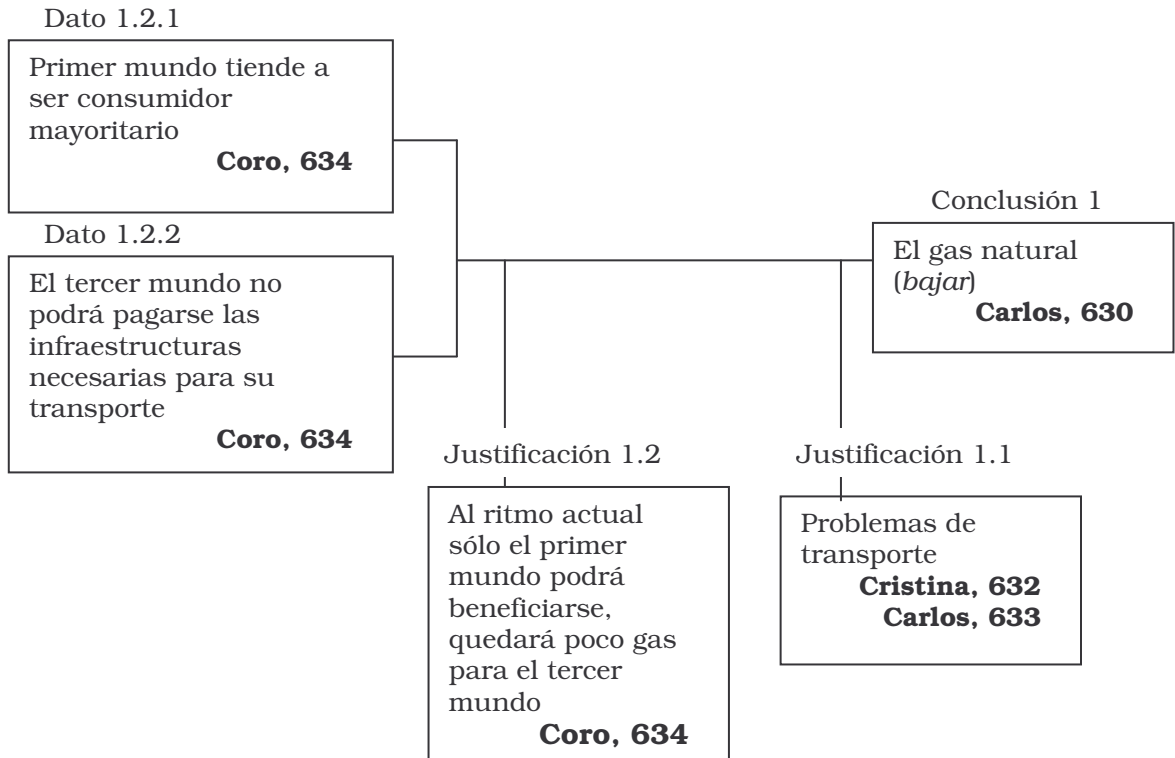 Dato 1.2.1
Primer mundo tiende a
ser consumidor
mayoritario
Coro, 634
Dato 1.2.2
El tercer mundo no
podrá pagarse las
infraestructuras
necesarias para su
transporte
Coro, 634
Conclusión 1
El gas natural
(bajar)
Carlos, 630
Justificación 1.2
Al ritmo actual
sólo el primer
mundo podrá
beneficiarse,
quedará poco gas
para el tercer
mundo
Coro, 634
Justificación 1.1
Problemas de
transporte
Cristina, 632
Carlos, 633